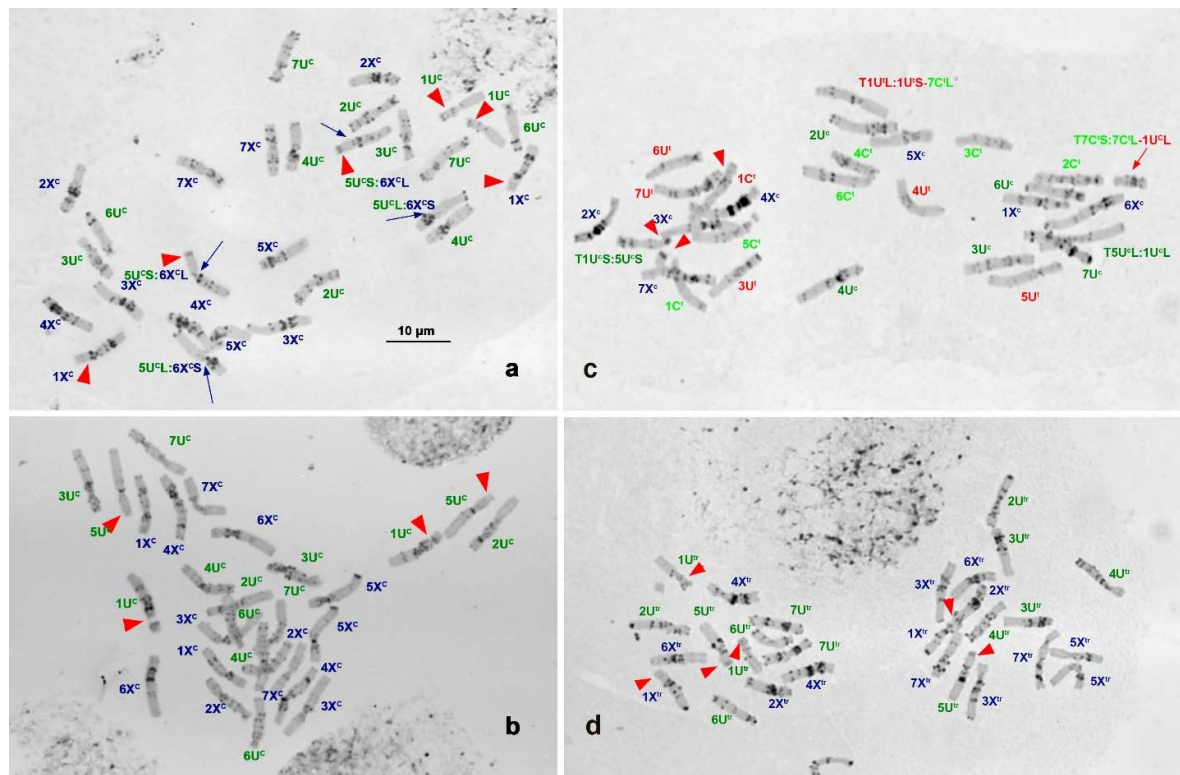 7Uᶜ
2Xᶜ
1Uᶜ
1Uᶜ
2Uᶜ
6Uᶜ
7Xᶜ
4Uᶜ
3Uᶜ
7Uᶜ
7Xᶜ
5UᶜS:6XᶜL
1Xᶜ
2Xᶜ
5UᶜL:6XᶜS
6Uᶜ
4Uᶜ
5Xᶜ
3Uᶜ
5UᶜS:6XᶜL
3Xᶜ
4Xᶜ
2Uᶜ
4Xᶜ
10 µm
5Xᶜ
3Xᶜ
5UᶜL:6XᶜS
1Xᶜ
a
T1UᵗL:1UᵗS-7CᵗL
2Uᶜ
5Xᶜ
3Cᵗ
T7CᵗS:7CᵗL-1UᶜL
6Uᵗ
4Cᵗ
2Cᵗ
1Cᵗ
7Uᵗ
6Cᵗ
4Uᵗ
6Uᶜ
4Xᶜ
1Xᶜ
6Xᶜ
2Xᶜ
3Xᶜ
5Cᵗ
3Uᶜ
T5UᶜL:1UᶜL
T1UᶜS:5UᶜS
7Uᶜ
7Xᶜ
3Uᵗ
4Uᶜ
5Uᵗ
1Cᵗ
c
7Uᶜ
3Uᶜ
7Xᶜ
5Uᶜ
5Uᶜ
1Xᶜ
4Xᶜ
6Xᶜ
1Uᶜ
2Uᶜ
3Uᶜ
4Uᶜ
2Uᶜ
7Uᶜ
5Xᶜ
1Uᶜ
6Uᶜ
3Xᶜ
2Xᶜ
5Xᶜ
1Xᶜ
4Uᶜ
4Xᶜ
6Xᶜ
7Xᶜ
2Xᶜ
3Xᶜ
6Uᶜ
b
2Uᵗʳ
3Uᵗʳ
1Uᵗʳ
6Xᵗʳ
4Uᵗʳ
4Xᵗʳ
3Xᵗʳ
2Xᵗʳ
2Uᵗʳ
5Uᵗʳ
7Uᵗʳ
3Uᵗʳ
6Uᵗʳ
1Xᵗʳ
4Uᵗʳ
6Xᵗʳ
7Uᵗʳ
5Xᵗʳ
1Uᵗʳ
7Xᵗʳ
7Xᵗʳ
1Xᵗʳ
4Xᵗʳ
5Xᵗʳ
2Xᵗʳ
5Uᵗʳ
3Xᵗʳ
6Uᵗʳ
d